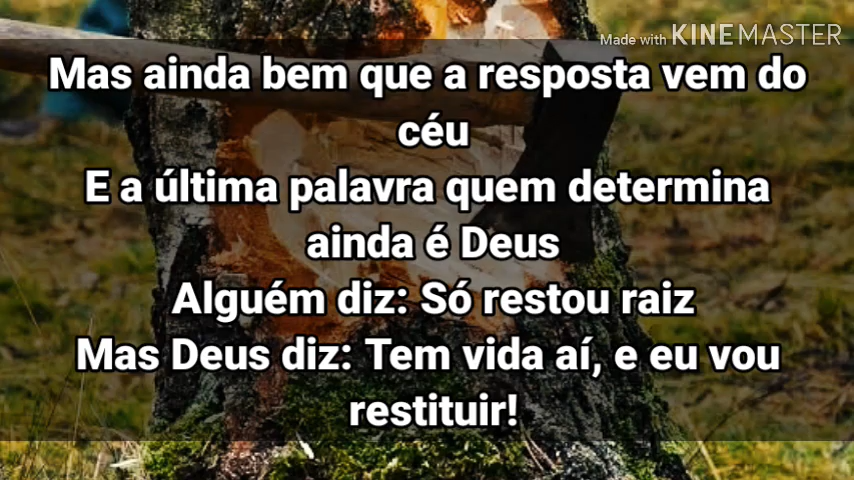 Made with KINEMASTER
Mas ainda bem que a resposta vem do
céu
E a última palavra quem determina
ainda é Deus
Alguém diz: Só restou raiz
Mas Deus diz: Tem vida aí, e eu vou
restituir!